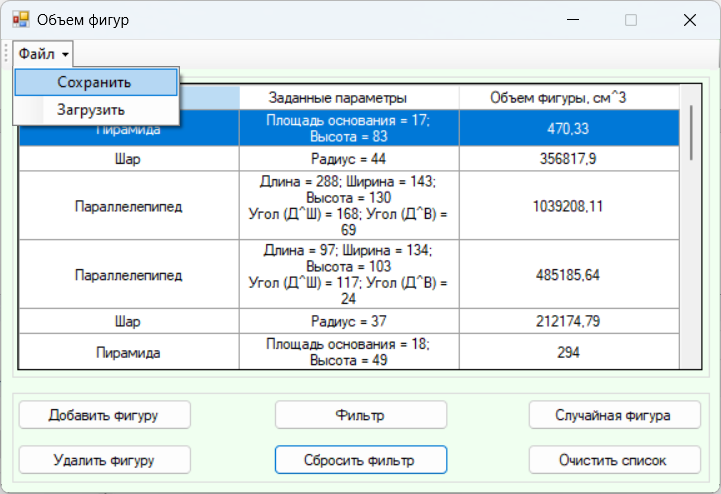 Объем фигур
Файл
Сохранить
Загрузить
Заданные параметры
Объем фигуры, см^3
Пирамида
Площадь основания = 17;
Высота = 83
470,33
Шар
Радиус = 44
356817,9
Параллелепипед
Длина = 288; Ширина = 143;
Высота = 130
Угол (Д^Ш) = 168; Угол (Д^В) =
69
1039208,11
Параллелепипед
Длина = 97; Ширина = 134;
Высота = 103
Угол (Д^Ш) = 117; Угол (Д^В) =
24
485185,64
Шар
Радиус = 37
212174,79
Пирамида
Площадь основания = 18;
Высота = 49
294
Добавить фигуру
Фильтр
Случайная фигура
Удалить фигуру
Сбросить фильтр
Очистить список